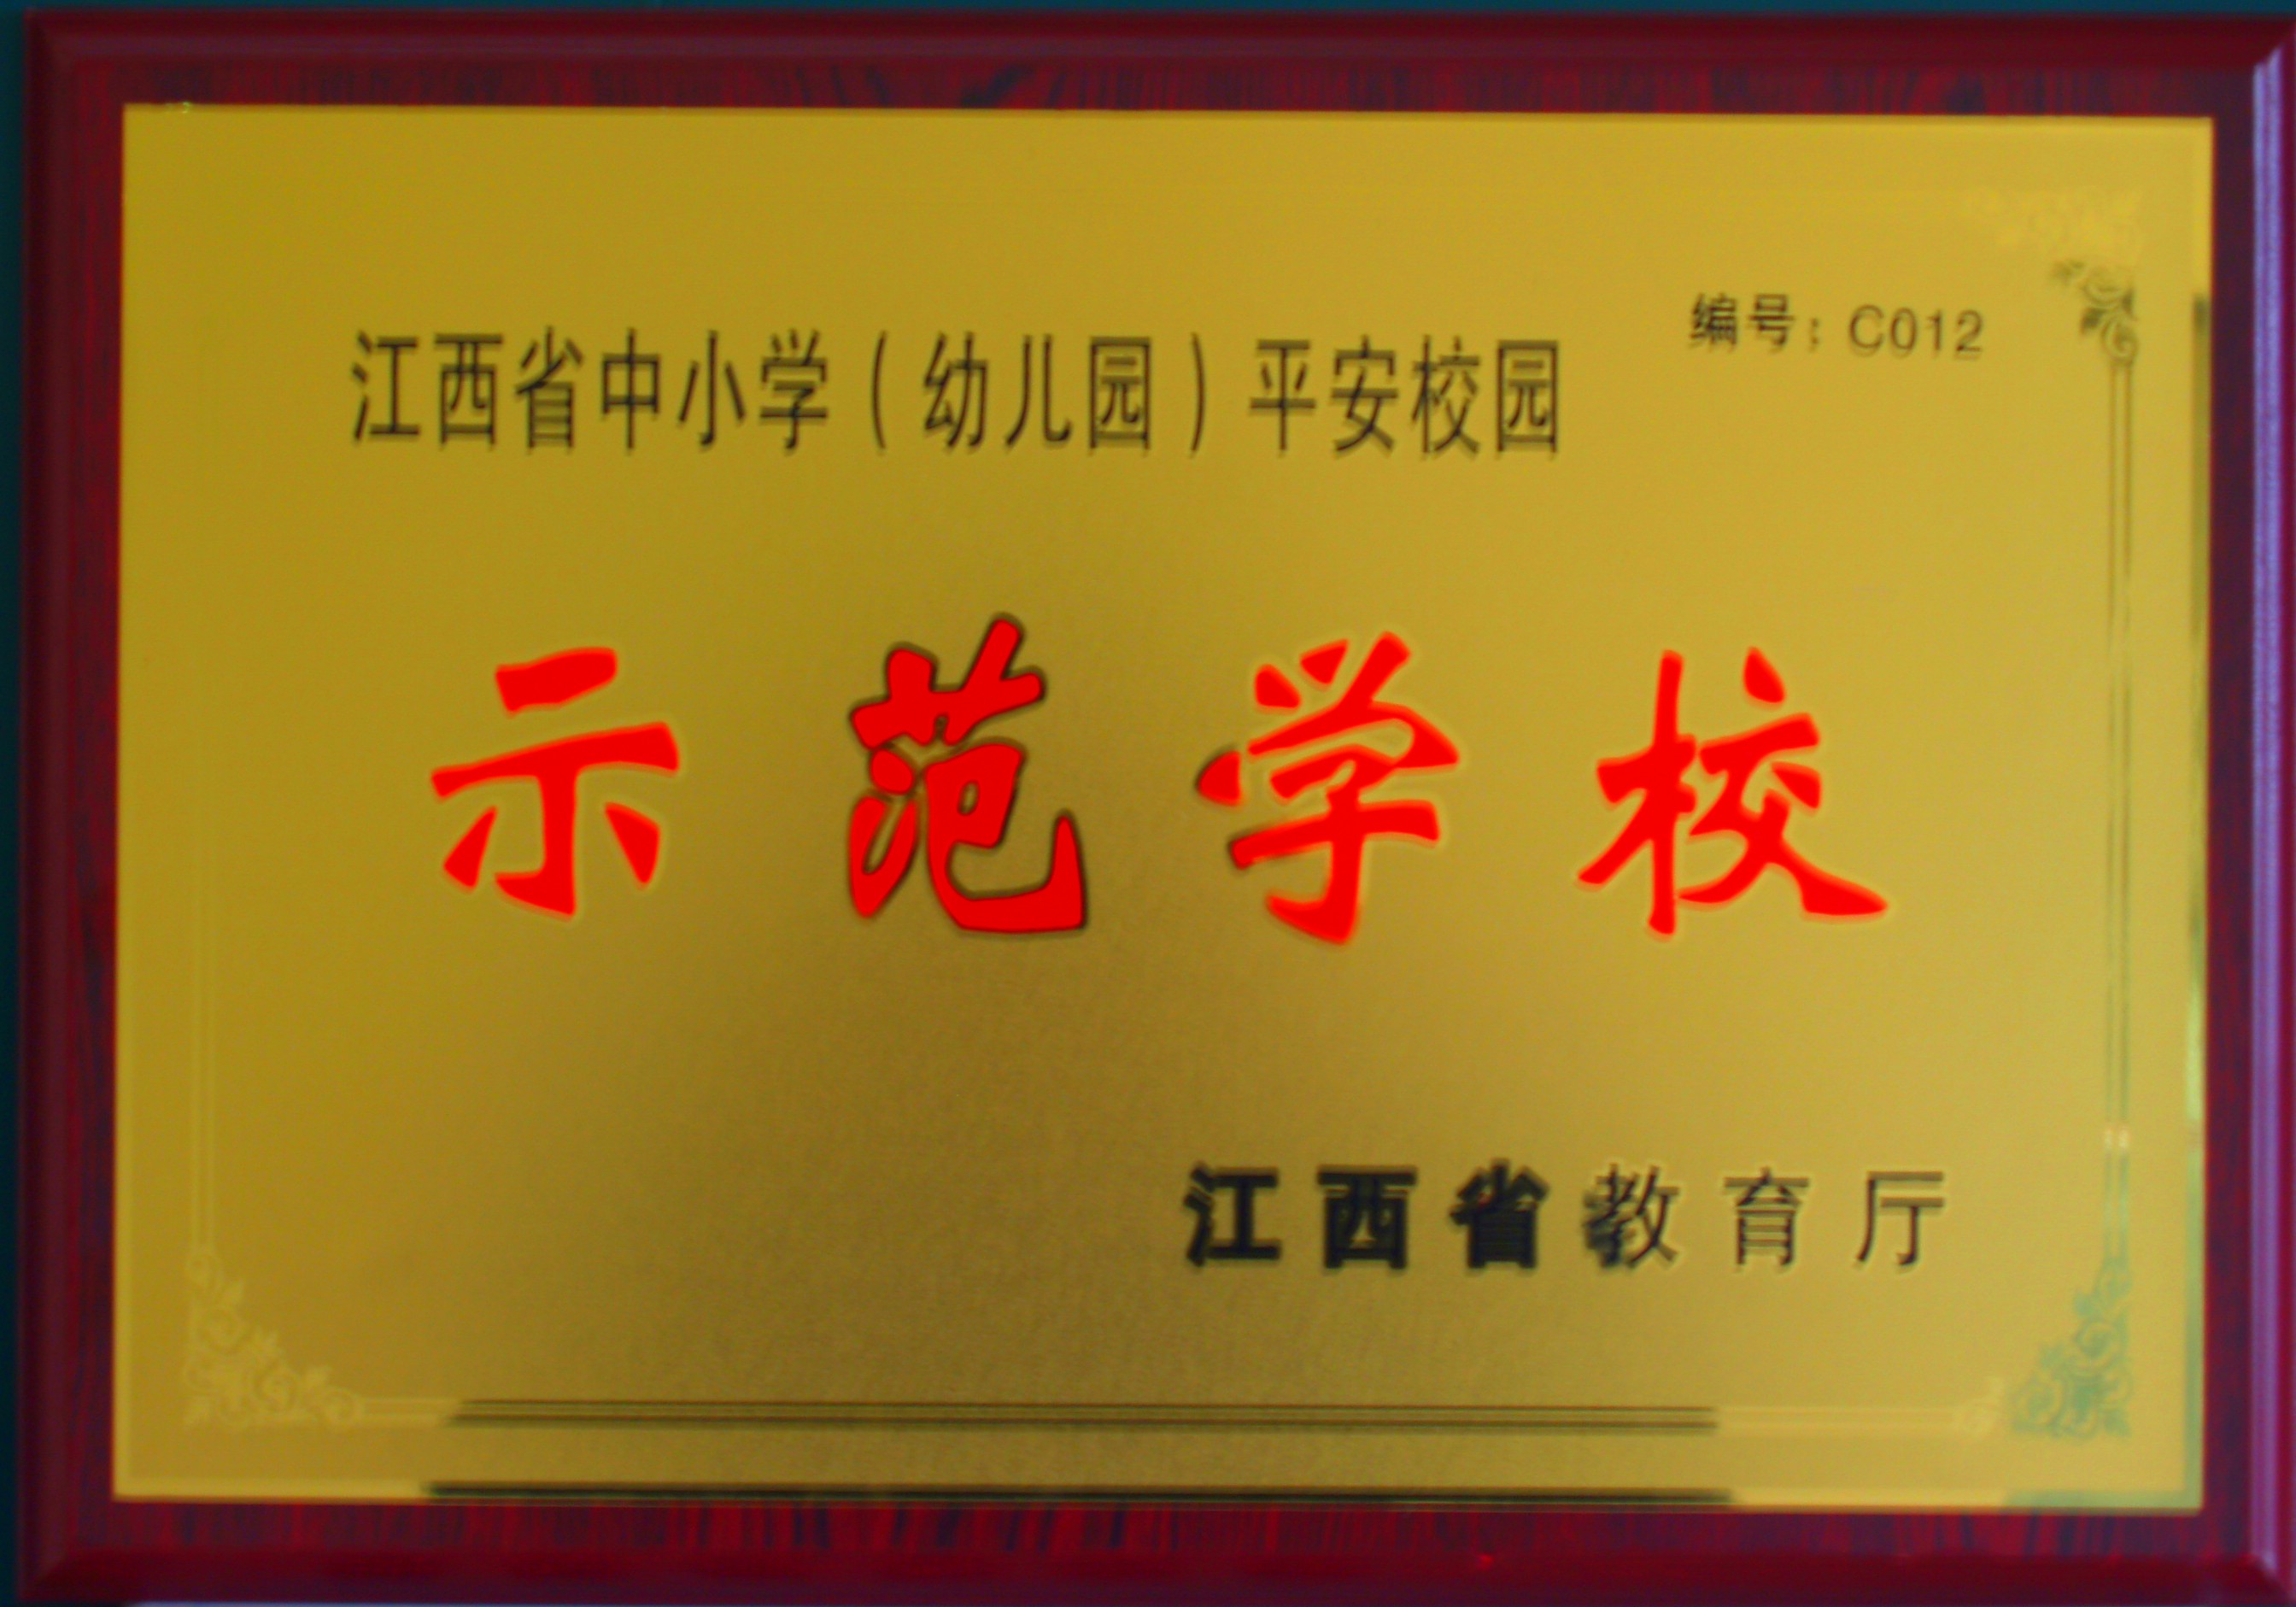 编号：C012
江西省中小学（幼儿园）平安校园
示范学校
江西省教育厅